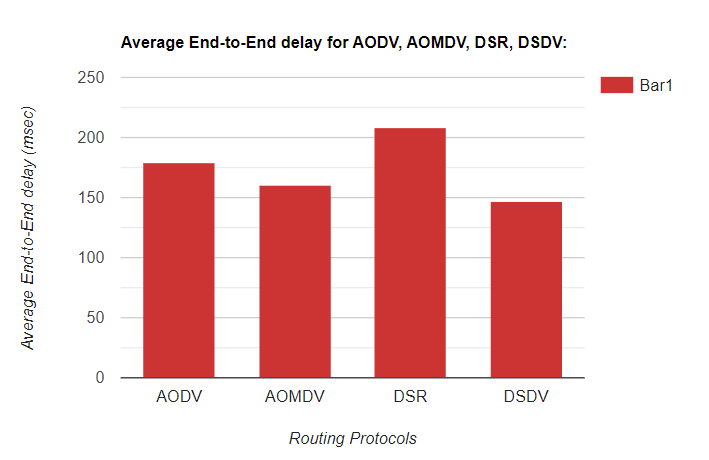 Average End-to-End delay for AODV, AOMDV, DSR, DSDV:
Bar1
Average End-to-End delay (msec)
250
200
150
100
50
0
AODV AOMDV DSR DSDV
Routing Protocols